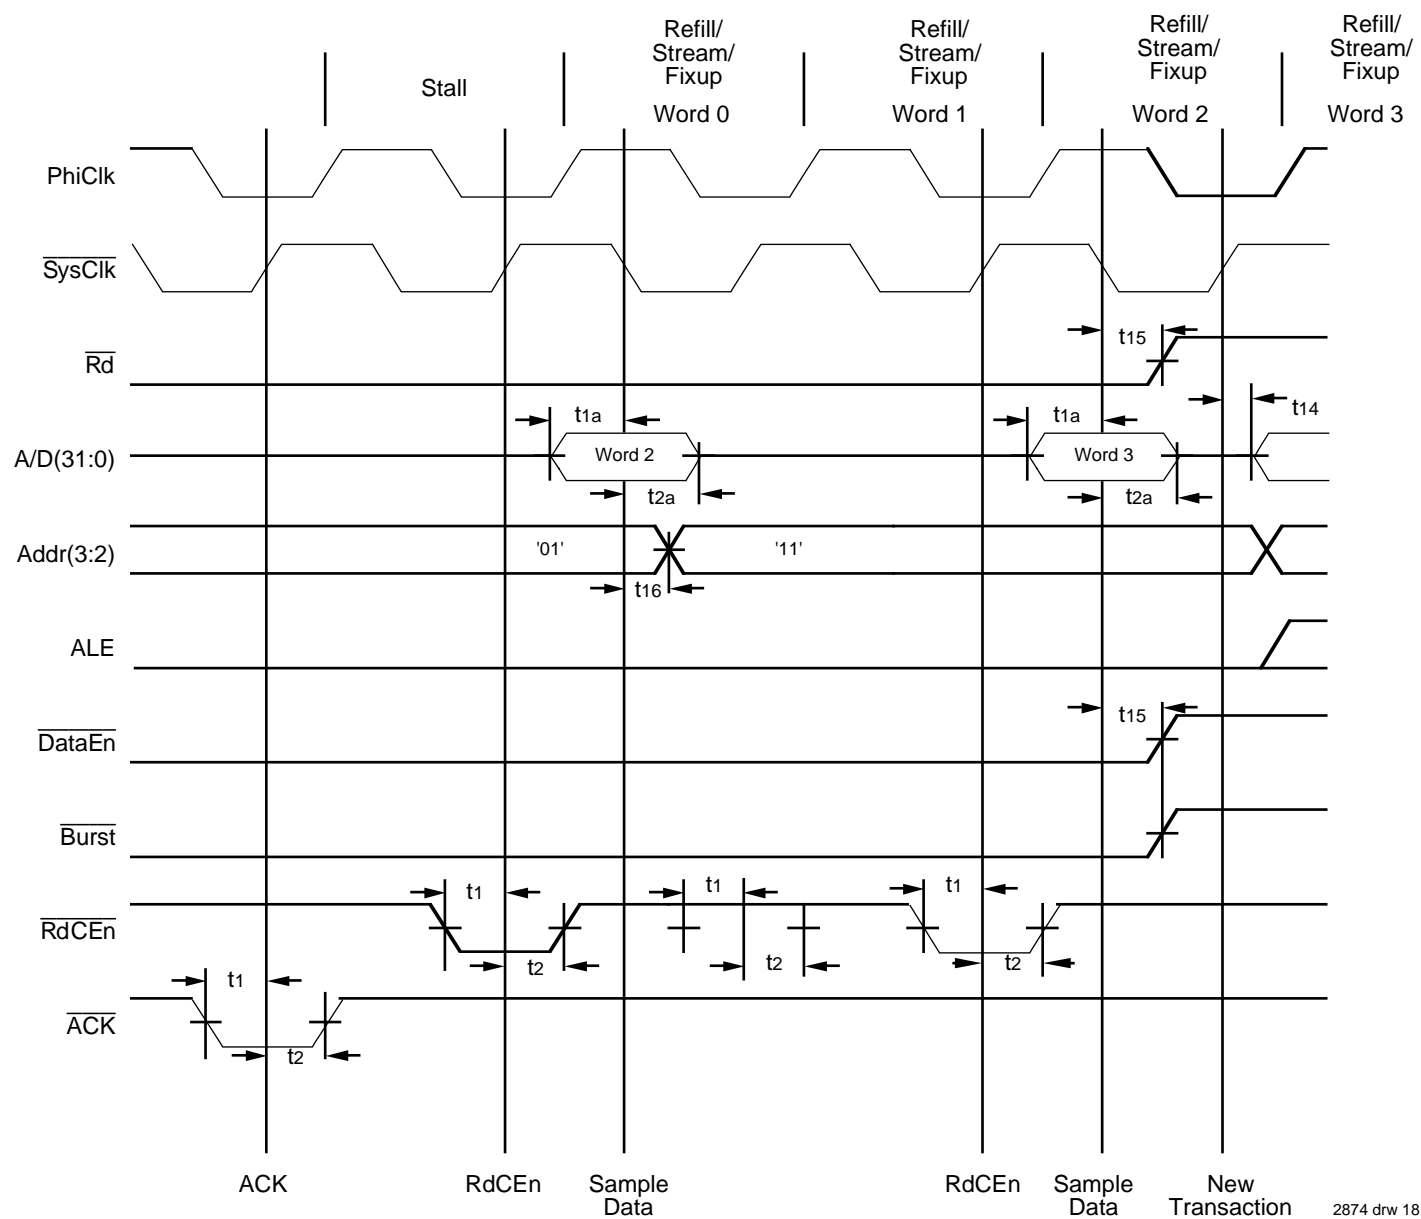 Stall
Refill/
Stream/
Fixup
Word 0
Refill/
Stream/
Fixup
Word 1
Refill/
Stream/
Fixup
Word 2
Refill/
Stream/
Fixup
Word 3
PhiClk
SysClk
Rd
t15
A/D(31:0)
t1a
Word 2
t2a
t1a
Word 3
t2a
t14
Addr(3:2)
'01'
'11'
t16
ALE
DataEn
t15
Burst
RdCEn
t1
t2
t1
t2
t1
t2
ACK
t1
t2
ACK
RdCEn
Sample
Data
RdCEn
Sample
Data
New
Transaction
2874 drw 18